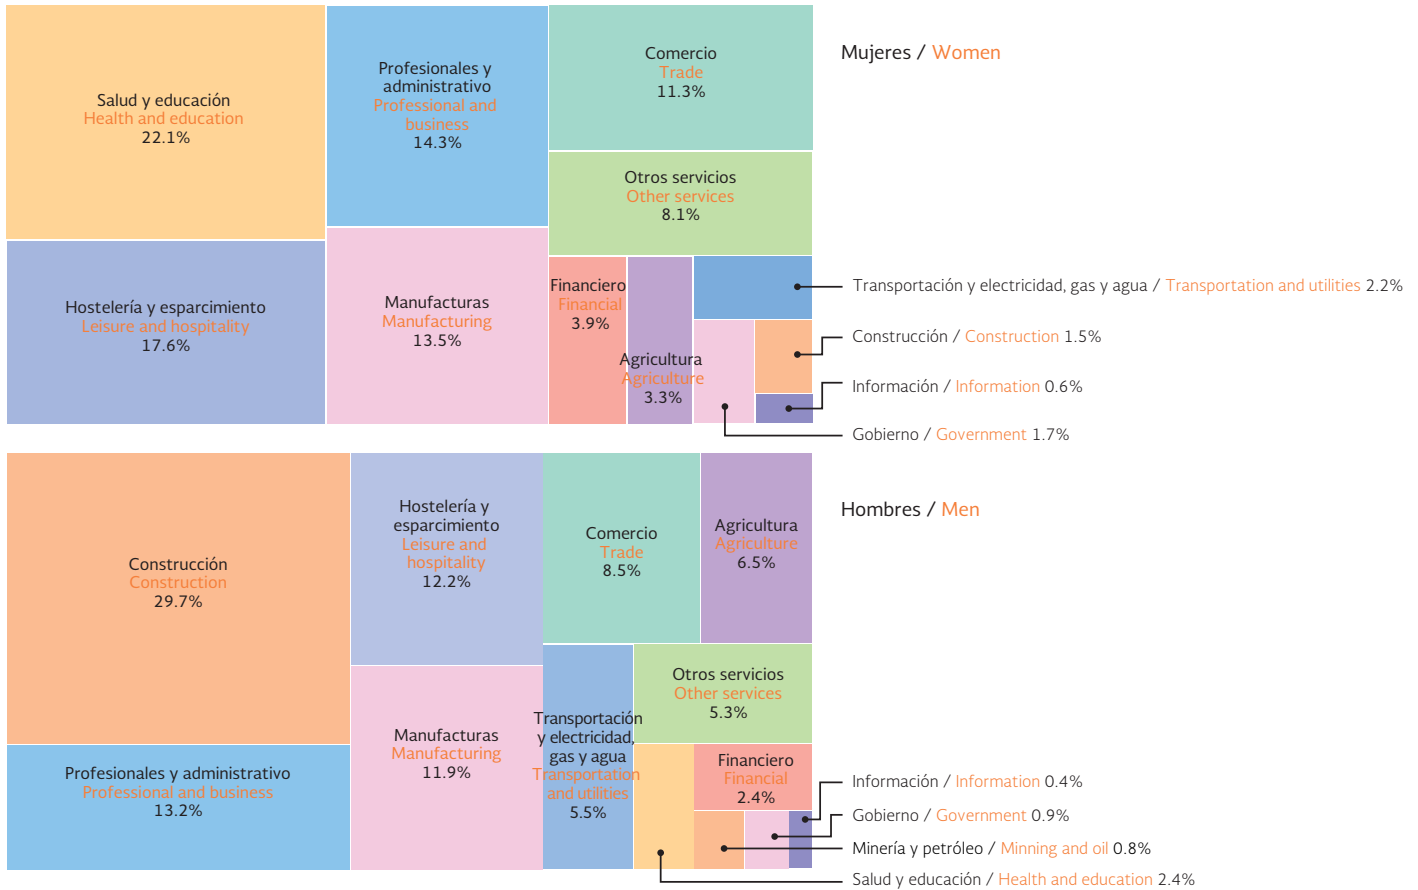 Mujeres / Women
Salud y educación
Health and education
22.1%
Profesionales y
administrativo
Professional and
business
14.3%
Comercio
Trade
11.3%
Otros servicios
Other services
8.1%
Hostelería y esparcimiento
Leisure and hospitality
17.6%
Manufacturas
Manufacturing
13.5%
Financiero
Financial
3.9%
Agricultura
Agriculture
3.3%
Transportación y electricidad, gas y agua / Transportation and utilities 2.2%
Construcción / Construction 1.5%
Información / Information 0.6%
Gobierno / Government 1.7%
Hombres / Men
Construcción
Construction
29.7%
Hostelería y
esparcimiento
Leisure and
hospitality
12.2%
Comercio
Trade
8.5%
Agricultura
Agriculture
6.5%
Profesionales y administrativo
Professional and business
13.2%
Manufacturas
Manufacturing
11.9%
Transportación
y electricidad,
gas y agua
Transportation
and utilities
5.5%
Otros servicios
Other services
5.3%
Financiero
Financial
2.4%
Información / Information 0.4%
Gobierno / Government 0.9%
Minería y petróleo / Minning and oil 0.8%
Salud y educación / Health and education 2.4%